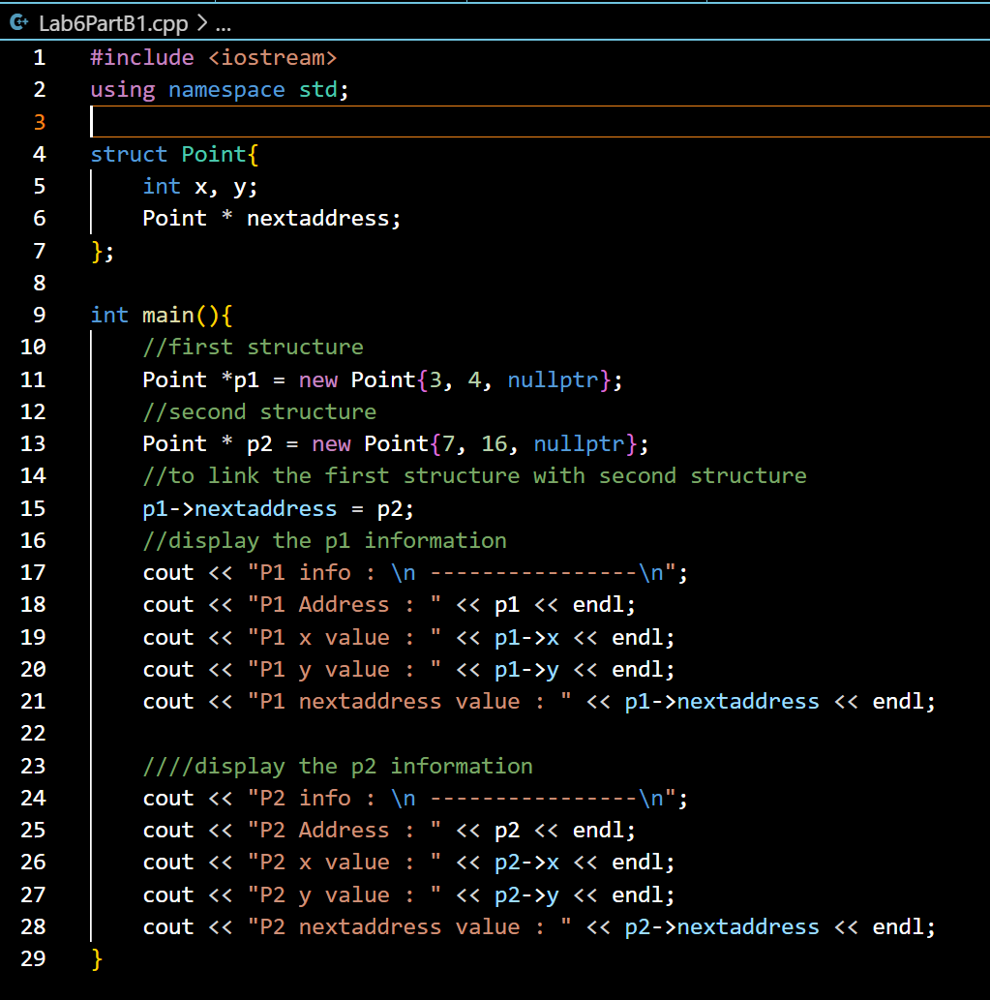 Lab6PartB1.cpp > ...
1 #include <iostream>
2 using namespace std;
3
4 struct Point{
5     int x, y;
6     Point * nextaddress;
7 };
8
9 int main(){
10     //first structure
11     Point *p1 = new Point{3, 4, nullptr};
12     //second structure
13     Point * p2 = new Point{7, 16, nullptr};
14     //to link the first structure with second structure
15     p1->nextaddress = p2;
16     //display the p1 information
17     cout << "P1 info : \n ----------------\n";
18     cout << "P1 Address : " << p1 << endl;
19     cout << "P1 x value : " << p1->x << endl;
20     cout << "P1 y value : " << p1->y << endl;
21     cout << "P1 nextaddress value : " << p1->nextaddress << endl;
22
23     ////display the p2 information
24     cout << "P2 info : \n ----------------\n";
25     cout << "P2 Address : " << p2 << endl;
26     cout << "P2 x value : " << p2->x << endl;
27     cout << "P2 y value : " << p2->y << endl;
28     cout << "P2 nextaddress value : " << p2->nextaddress << endl;
29 }